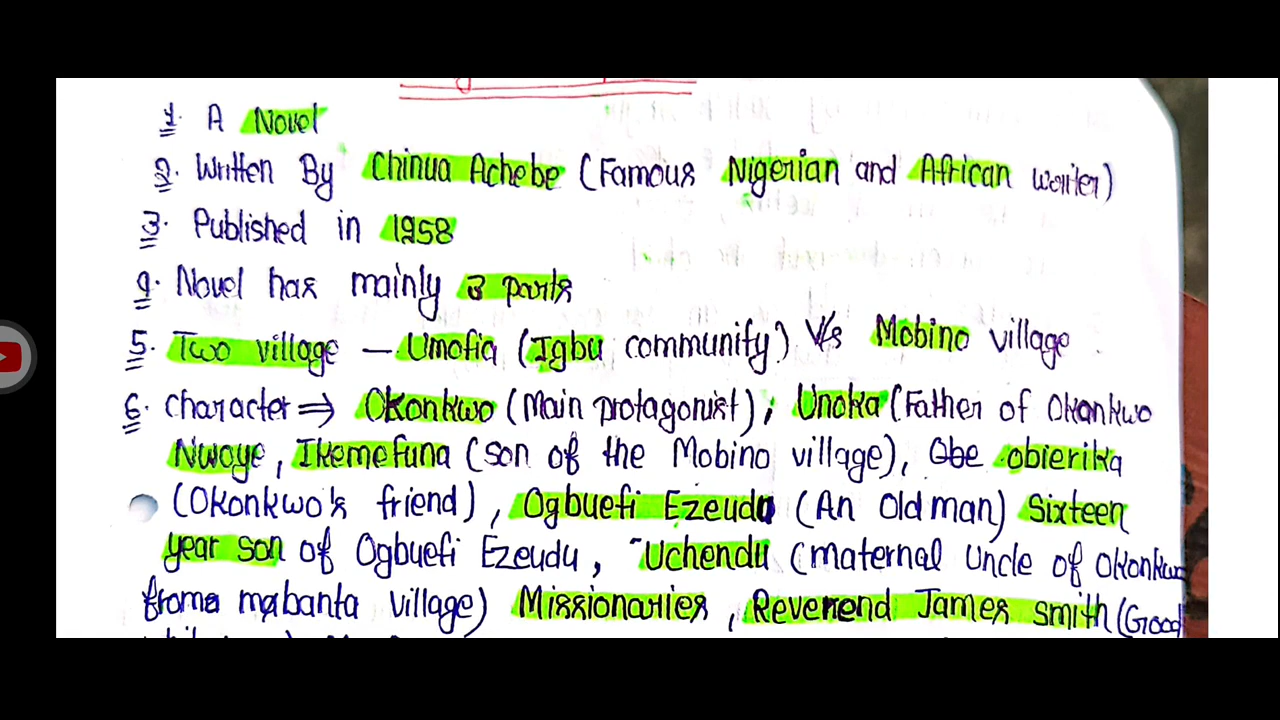 1. A Novel
2. Written By Chinua Achebe (Famous Nigerian and African writer)
3. Published in 1958
4. Novel has mainly 3 parts
5. Two village — Umofia (Igbu community) V/s Mobino village
6. character ⇒ Okonkwo (Main protagonist), Unoka (Father of Okonkwo
Nwoye, Ikemefuna (son of the Mobino village), Obe obierika
(Okonkwo's friend), Ogbuefi Ezeudu (An Old man) Sixteen
year son of Ogbuefi Ezeudu, Uchendu (maternal Uncle of Okonkwo
from mabanta village) Missionaries, Reverend James smith (Good